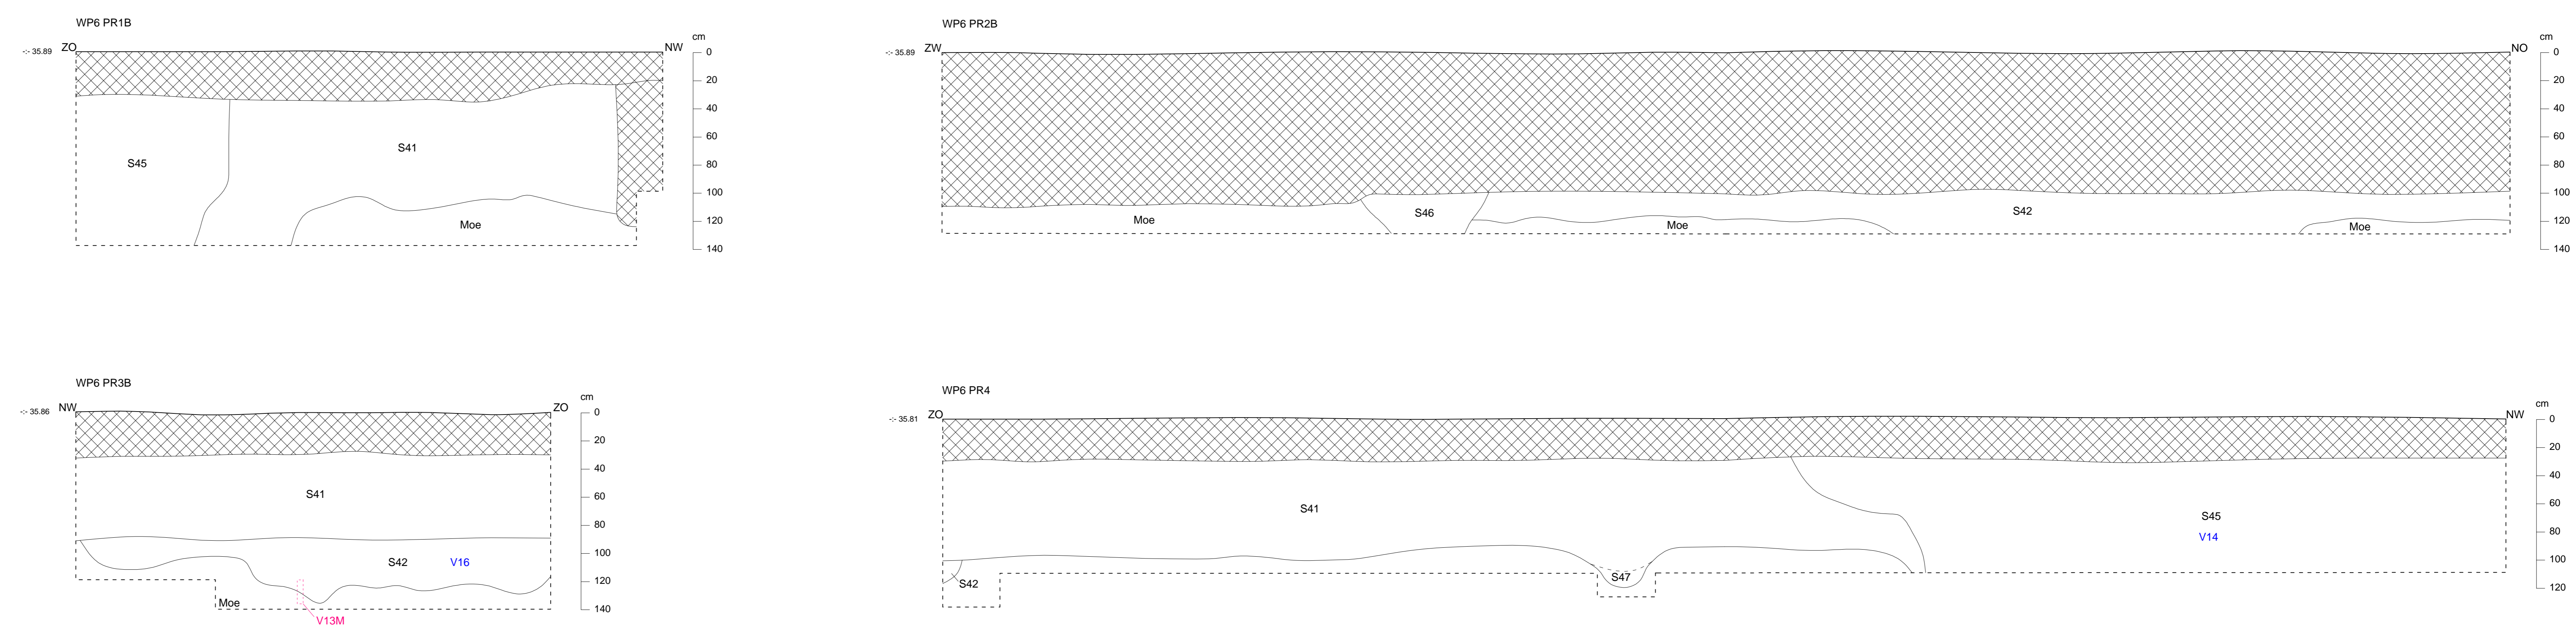 WP6 PR1B
-:- 35.89 ZO NW cm
0
20
40
60
80
100
120
140
S45 S41
Moe
WP6 PR2B
-:- 35.89 ZW NO cm
0
20
40
60
80
100
120
140
Moe S46 Moe S42 Moe
WP6 PR3B
-:- 35.86 NW ZO cm
0
20
40
60
80
100
120
140
S41
S42 V16
Moe
V13M
WP6 PR4
-:- 35.81 ZO NW cm
0
20
40
60
80
100
120
S41 S45
V14
S42 S47